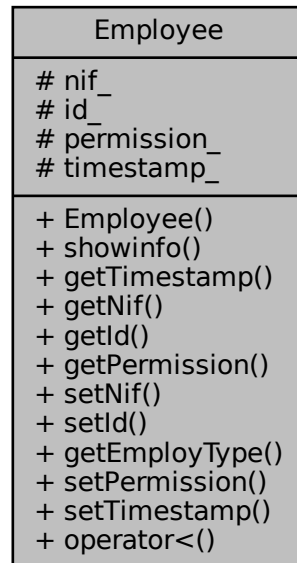 Employee
# nif_
# id_
# permission_
# timestamp_
+ Employee()
+ showinfo()
+ getTimestamp()
+ getNif()
+ getId()
+ getPermission()
+ setNif()
+ setId()
+ getEmployType()
+ setPermission()
+ setTimestamp()
+ operator<()